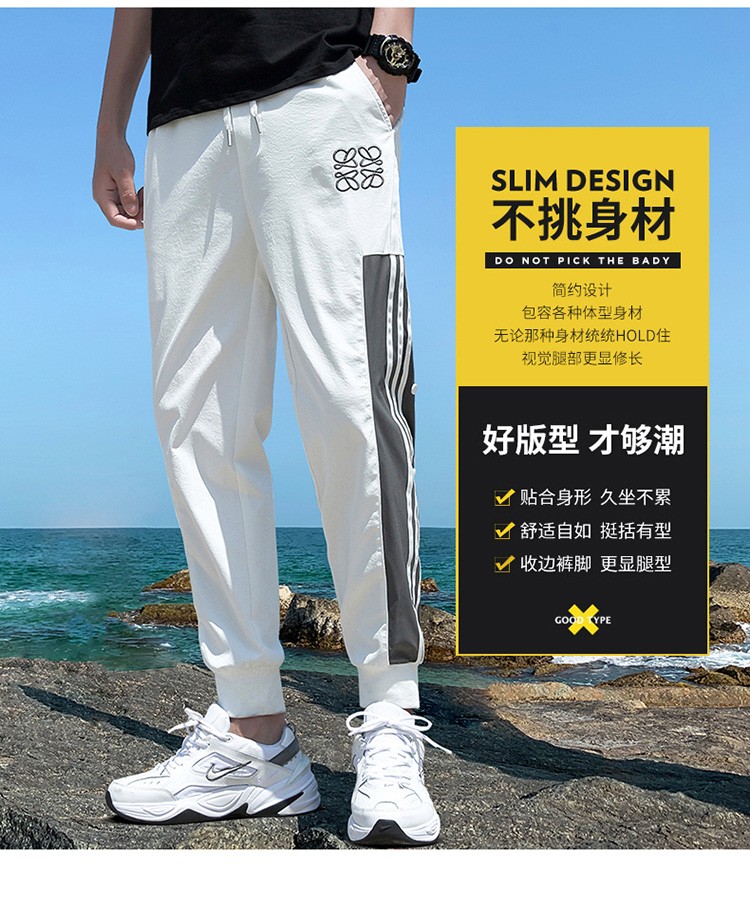 SLIM DESIGN
不挑身材
DO NOT PICK THE BADY
简约设计
包容各种体型身材
无论那种身材统统HOLD住
视觉腿部更显修长
好版型 才够潮
贴合身形 久坐不累
舒适自如 挺括有型
收边裤脚 更显腿型
GOOD TYPE